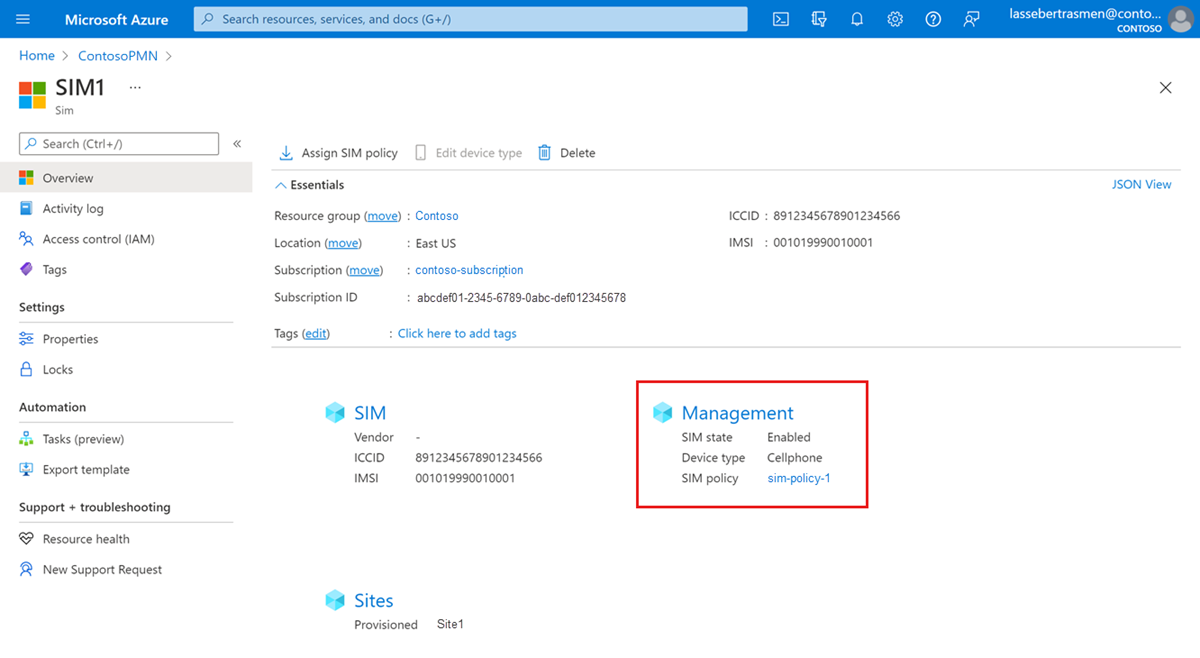 Microsoft Azure
Search resources, services, and docs (G+/)
lassebertrasmen@conto...
CONTOSO
Home > ContosoPMN >
SIM1 ...
Sim
Search (Ctrl+/)
«
Overview
Activity log
Access control (IAM)
Tags
Settings
Properties
Locks
Automation
Tasks (preview)
Export template
Support + troubleshooting
Resource health
New Support Request
Assign SIM policy
Edit device type
Delete
Essentials
JSON View
Resource group (move) : Contoso
Location (move) : East US
Subscription (move) : contoso-subscription
Subscription ID : abcdef01-2345-6789-0abc-def012345678
ICCID : 8912345678901234566
IMSI : 001019990010001
Tags (edit) : Click here to add tags
SIM
Vendor -
ICCID 8912345678901234566
IMSI 001019990010001
Management
SIM state Enabled
Device type Cellphone
SIM policy sim-policy-1
Sites
Provisioned Site1